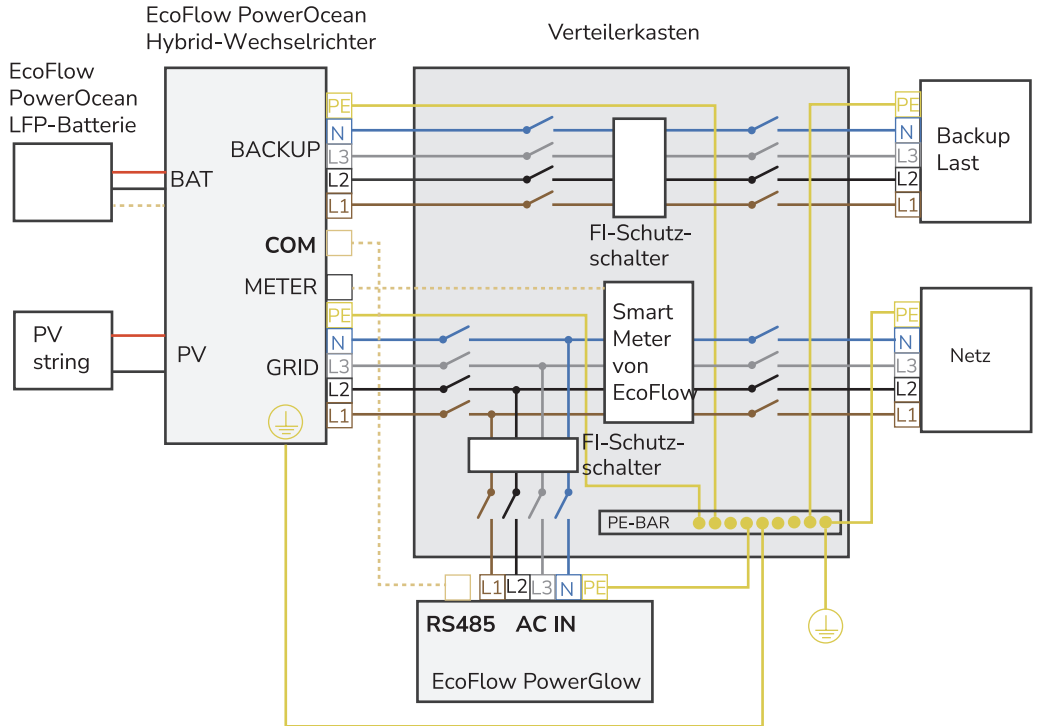 EcoFlow PowerOcean
Hybrid-Wechselrichter
Verteilerkasten
EcoFlow
PowerOcean
LFP-Batterie
BAT
BACKUP
PE
N
L3
L2
L1
COM
METER
PV
string
PV
GRID
PE
N
L3
L2
L1
FI-Schutz-
schalter
Smart
Meter
von
EcoFlow
FI-Schutz-
schalter
PE-BAR
PE
N
L3
L2
L1
Backup
Last
PE
N
L3
L2
L1
Netz
L1
L2
L3
N
PE
RS485 AC IN
EcoFlow PowerGlow